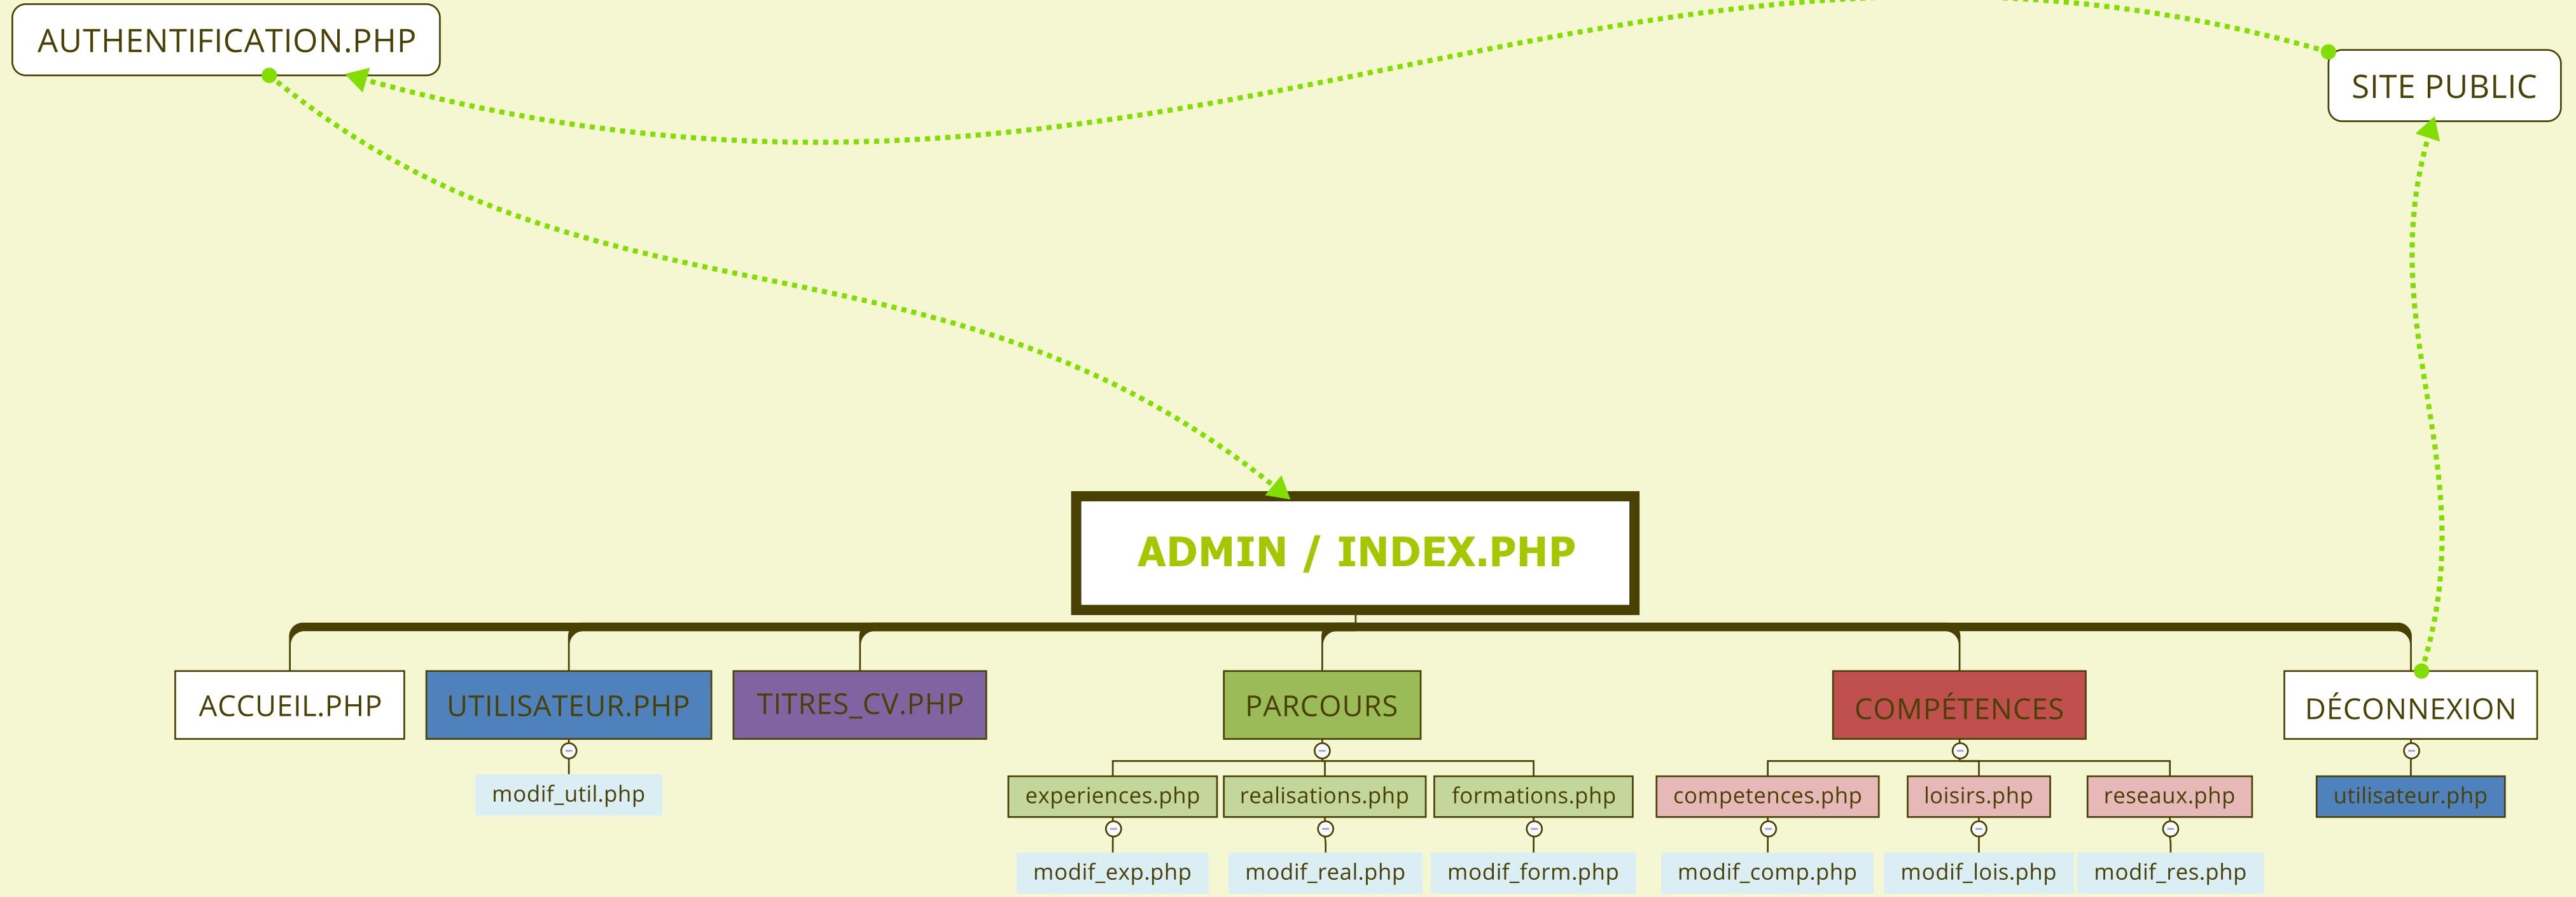 AUTHENTIFICATION.PHP
SITE PUBLIC
ADMIN / INDEX.PHP
ACCUEIL.PHP
UTILISATEUR.PHP
TITRES_CV.PHP
PARCOURS
COMPÉTENCES
DÉCONNEXION
modif_util.php
experiences.php
realisations.php
formations.php
competences.php
loisirs.php
reseaux.php
utilisateur.php
modif_exp.php
modif_real.php
modif_form.php
modif_comp.php
modif_lois.php
modif_res.php